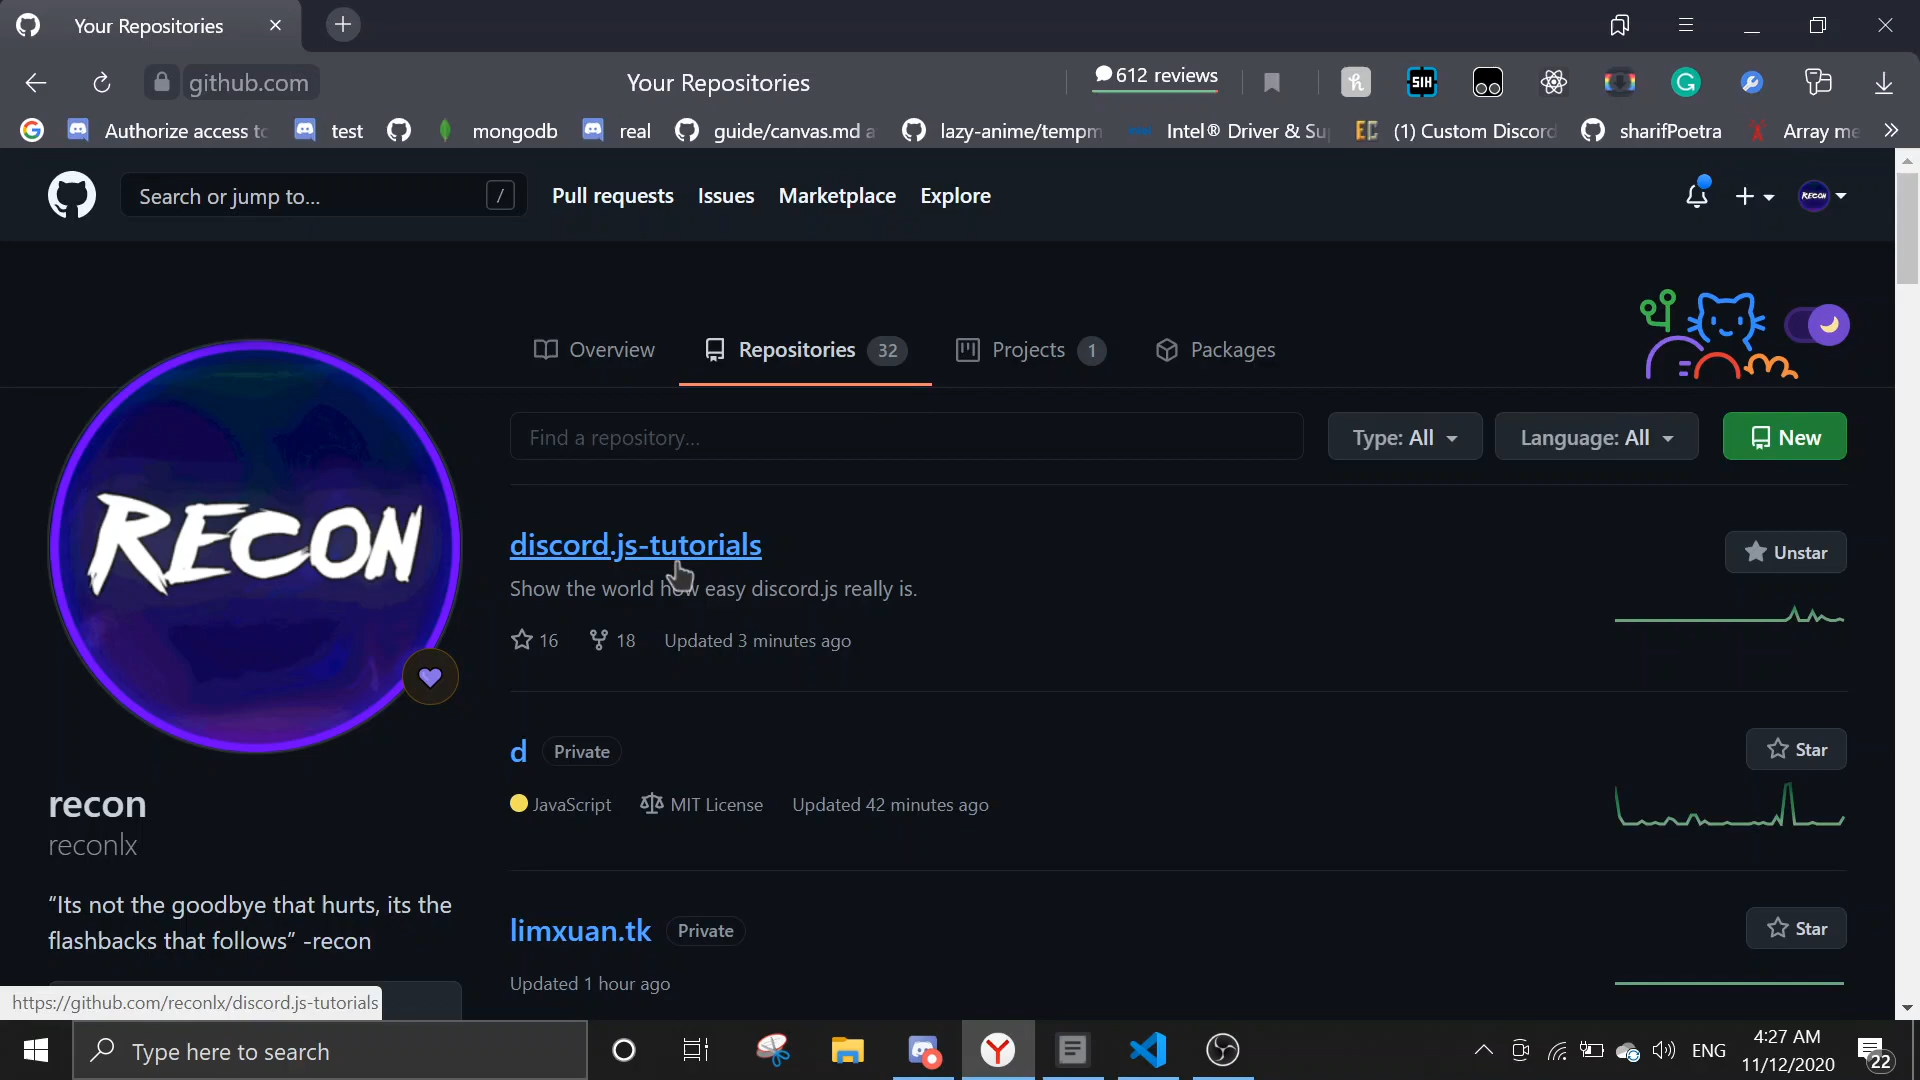 Your Repositories
github.com
Your Repositories
612 reviews
SIH
Authorize access to
test
mongodb
real
guide/canvas.md a
lazy-anime/tempm
Intel® Driver & Su
(1) Custom Discord
sharifPoetra
Array me
Search or jump to...
/
Pull requests
Issues
Marketplace
Explore
RECON
Overview
Repositories 32
Projects 1
Packages
Find a repository...
Type: All
Language: All
New
RECON
discord.js-tutorials
Unstar
Show the world how easy discord.js really is.
16
18
Updated 3 minutes ago
d
Private
Star
JavaScript
MIT License
Updated 42 minutes ago
limxuan.tk
Private
Star
Updated 1 hour ago
recon
reconlx
“Its not the goodbye that hurts, its the
flashbacks that follows” -recon
https://github.com/reconlx/discord.js-tutorials
Type here to search
ENG
4:27 AM
11/12/2020
22